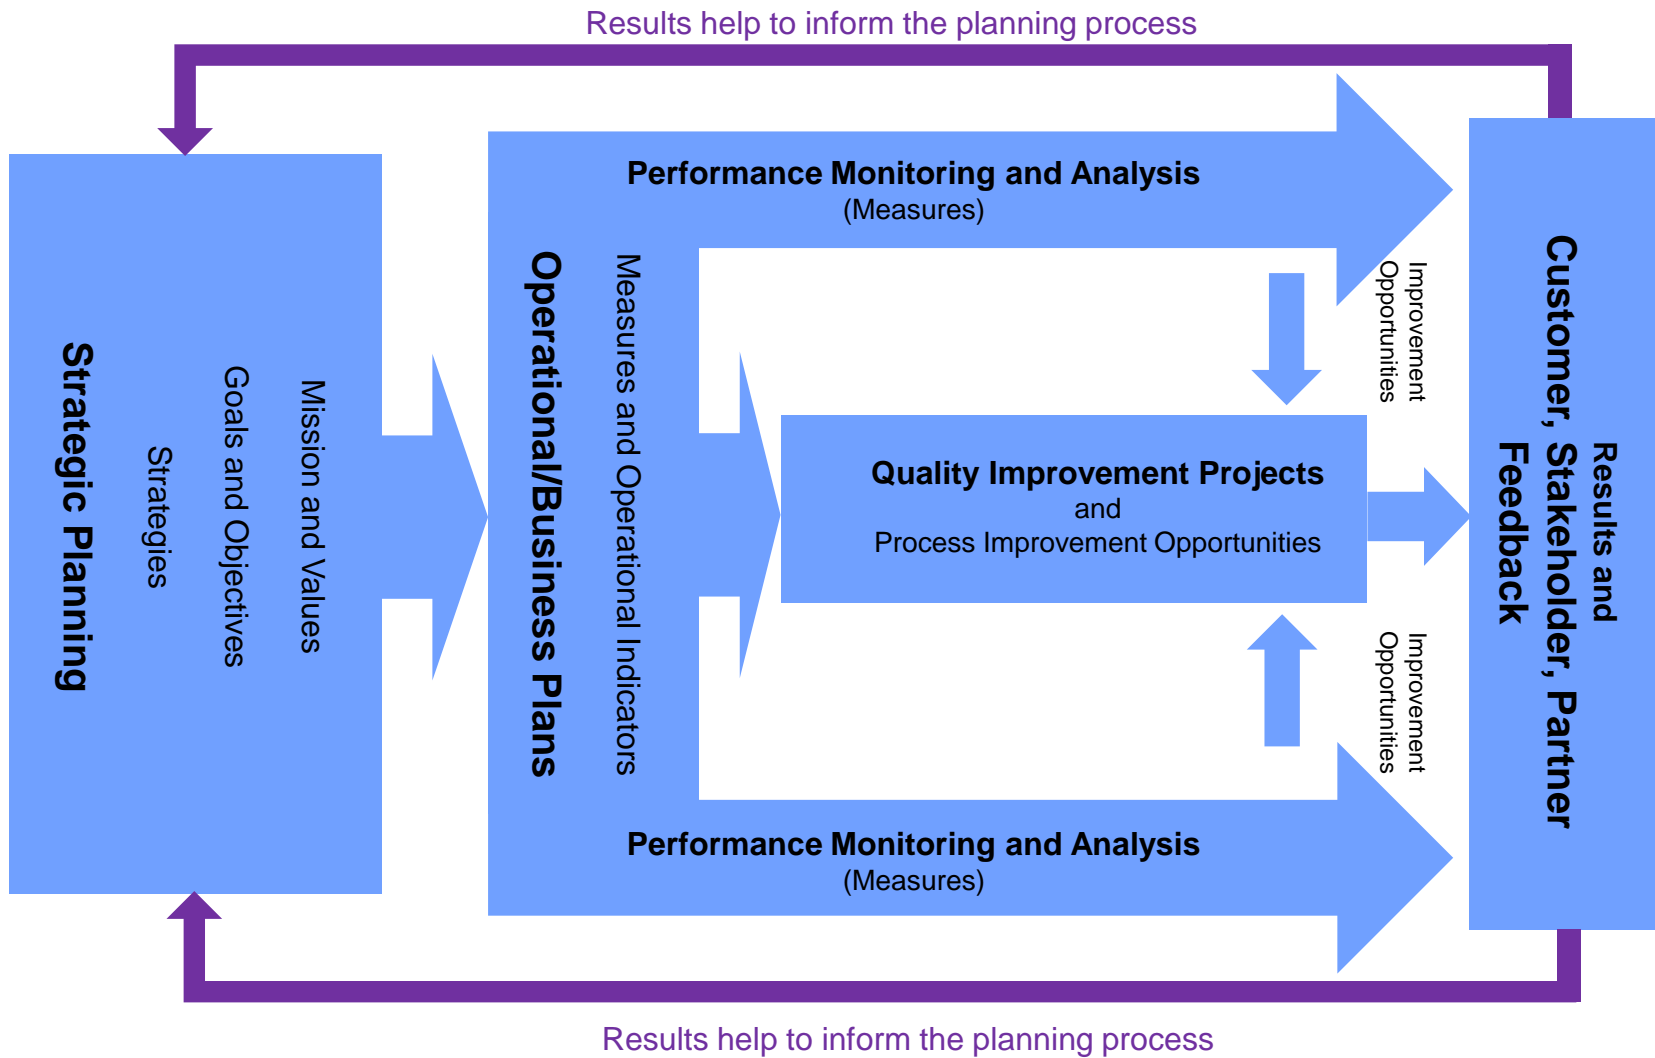 Results help to inform the planning process
Strategic Planning
Strategies
Goals and Objectives
Mission and Values
Operational/Business Plans
Measures and Operational Indicators
Performance Monitoring and Analysis
(Measures)
Improvement
Opportunities
Quality Improvement Projects
and
Process Improvement Opportunities
Improvement
Opportunities
Performance Monitoring and Analysis
(Measures)
Results and
Customer, Stakeholder, Partner
Feedback
Results help to inform the planning process